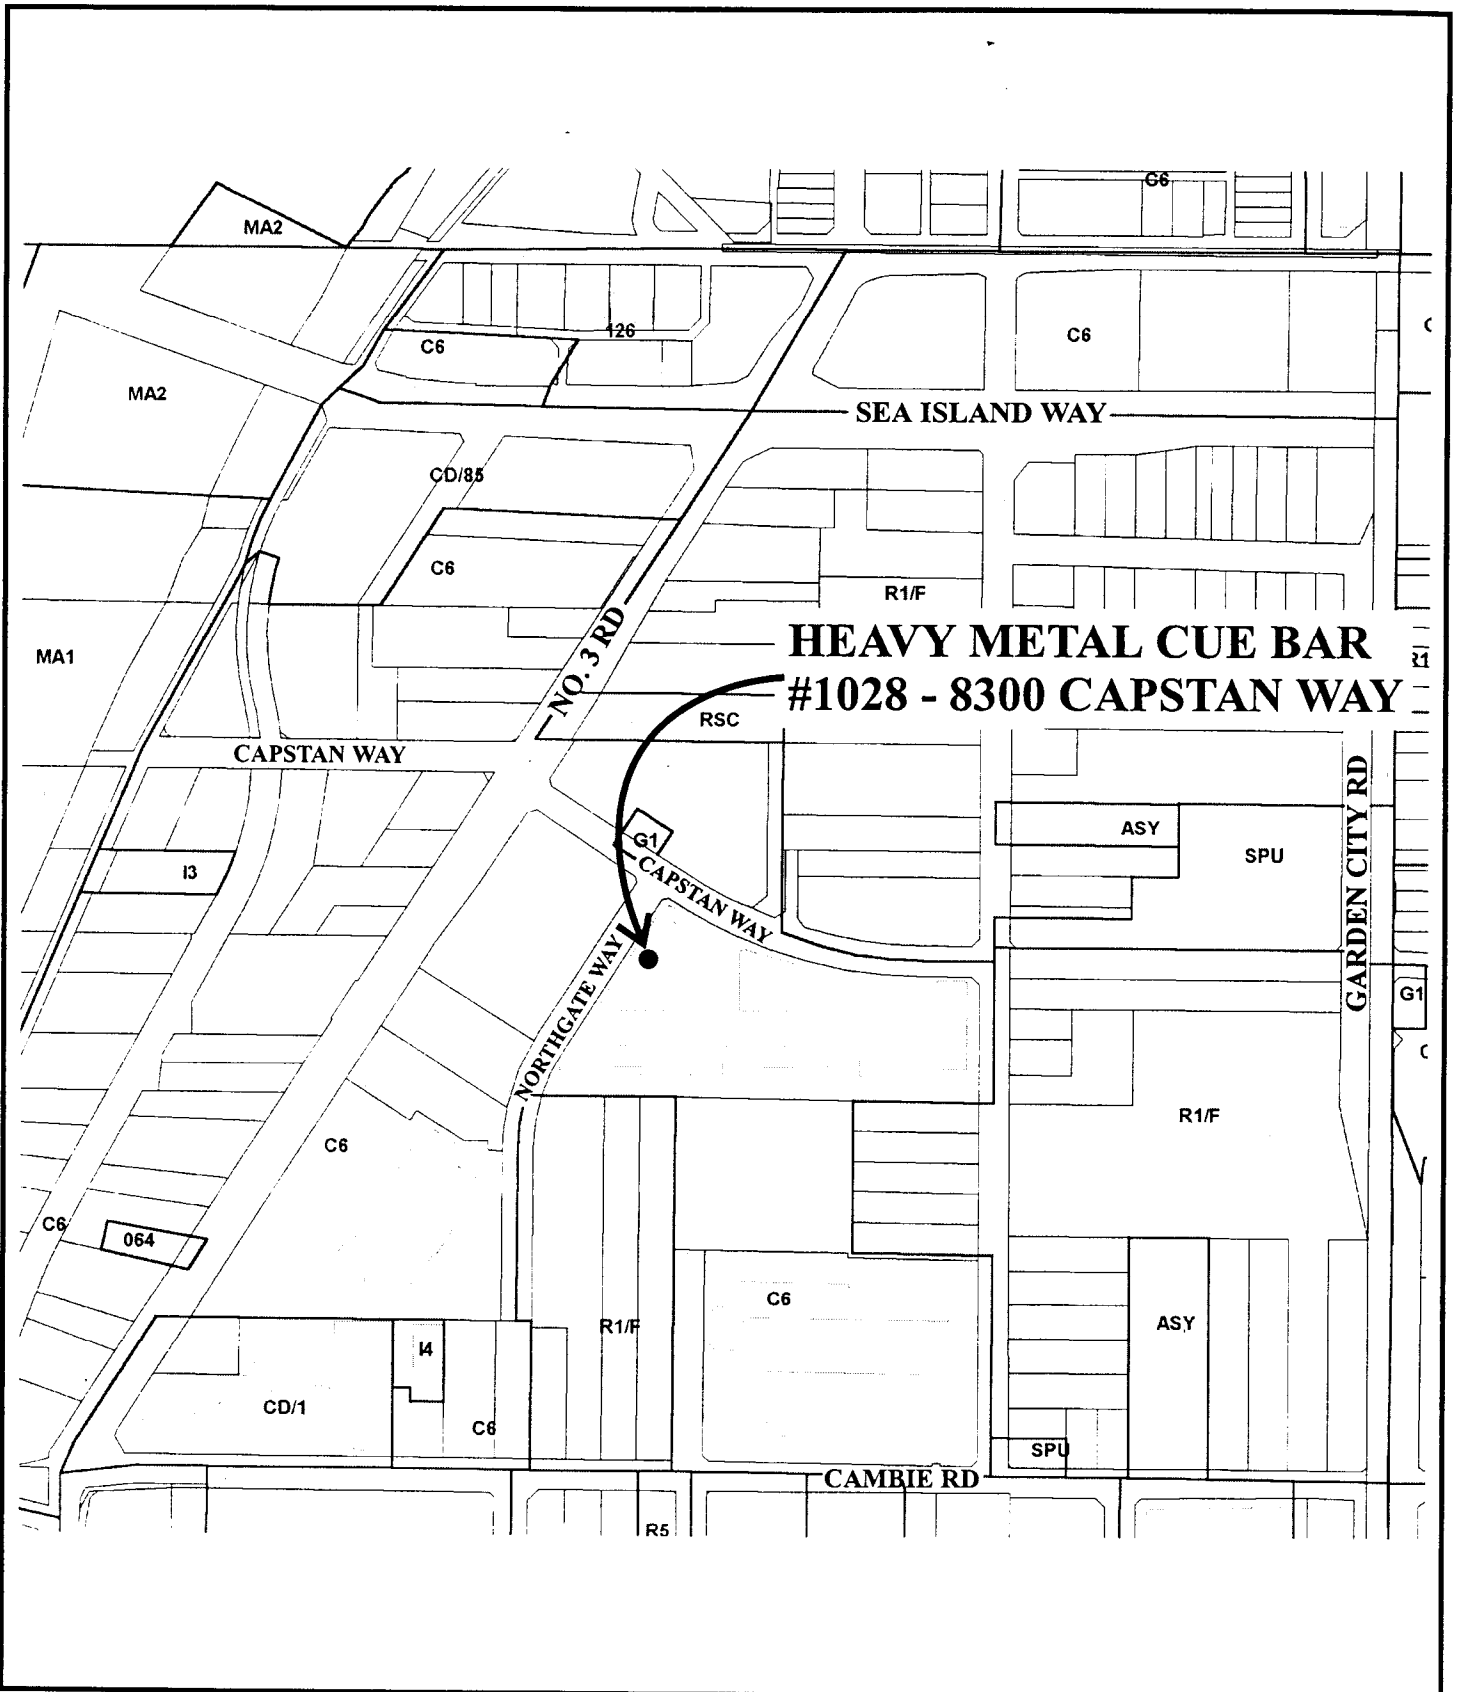 G6
MA2
126
C6
C6
MA2
SEA ISLAND WAY
CD/85
C6
R1/F
NO. 3 RD
HEAVY METAL CUE BAR
MA1
#1028 - 8300 CAPSTAN WAY
RSC
CAPSTAN WAY
GARDEN CITY RD
G1
ASY
SPU
I3
CAPSTAN WAY
NORTHGATE WAY
G1
R1/F
C6
C6
064
C6
R1/F
ASY
I4
CD/1
C6
SPU
CAMBIE RD
R5